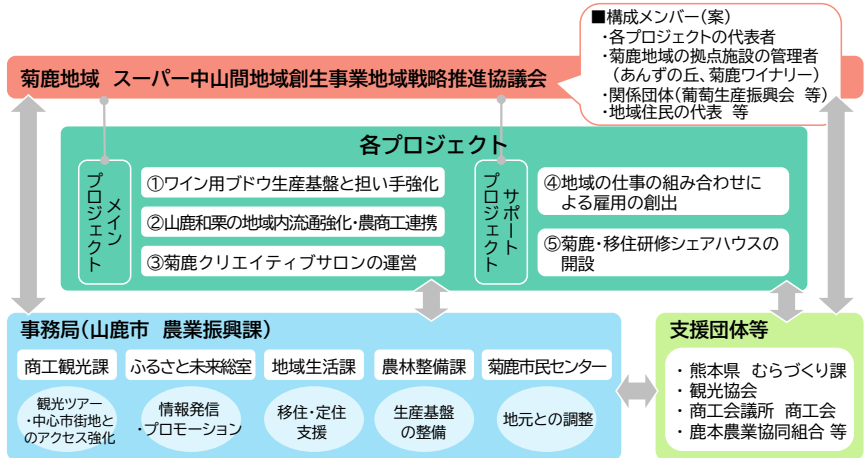 ■構成メンバー(案)
・各プロジェクトの代表者
・菊鹿地域の拠点施設の管理者
(あんずの丘、菊鹿ワイナリー)
・関係団体(葡萄生産振興会 等)
・地域住民の代表 等
菊鹿地域 スーパー中山間地域創生事業地域戦略推進協議会
各プロジェクト
メイン
プロジェクト
①ワイン用ブドウ生産基盤と担い手強化
②山鹿和栗の地域内流通強化・農商工連携
③菊鹿クリエイティブサロンの運営
サポート
プロジェクト
④地域の仕事の組み合わせに
よる雇用の創出
⑤菊鹿・移住研修シェアハウスの
開設
事務局(山鹿市 農業振興課)
商工観光課
ふるさと未来総室
地域生活課
農林整備課
菊鹿市民センター
観光ツアー
・中心市街地と
のアクセス強化
情報発信
・プロモーション
移住・定住
支援
生産基盤
の整備
地元との調整
支援団体等
・熊本県 むらづくり課
・観光協会
・商工会議所 商工会
・鹿本農業協同組合 等